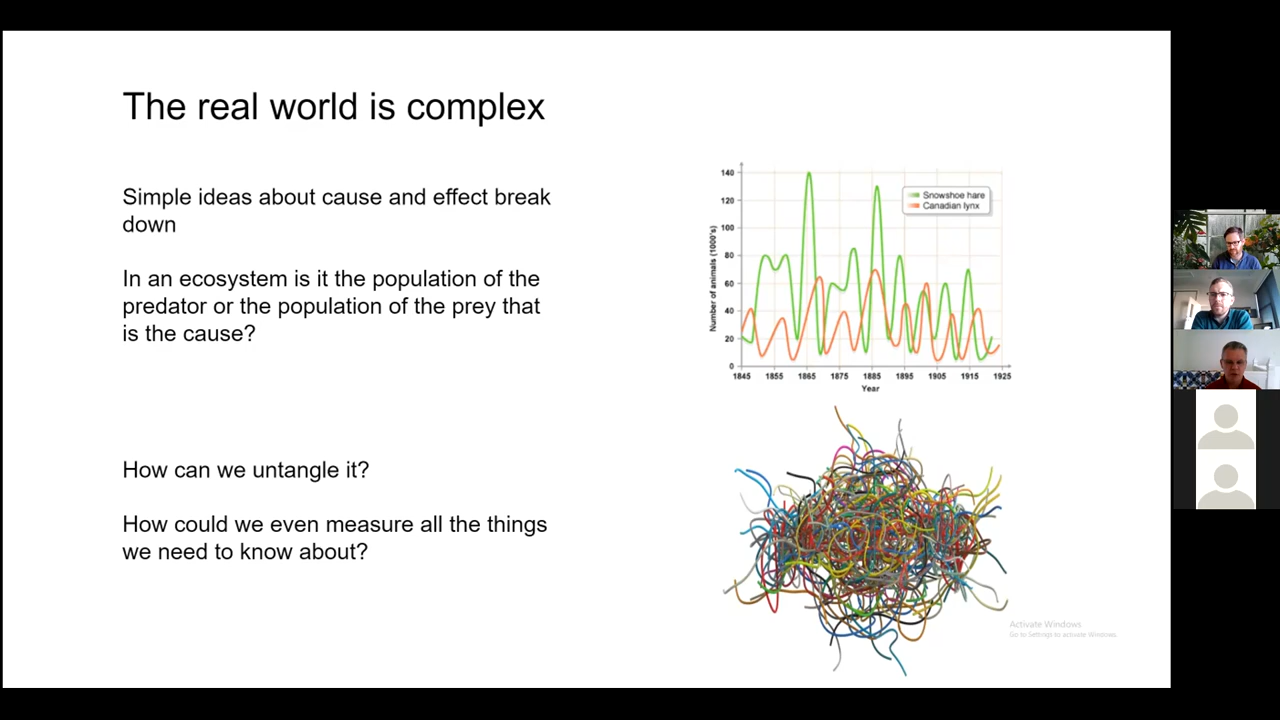 The real world is complex
Simple ideas about cause and effect break
down
In an ecosystem is it the population of the
predator or the population of the prey that
is the cause?
How can we untangle it?
How could we even measure all the things
we need to know about?
Number of animals (1000's)
140
120
100
80
60
40
20
0
Snowshoe hare
Canadian lynx
1845 1855 1865 1875 1885 1895 1905 1915 1925
Year
Activate Windows
Go to Settings to activate Windows.